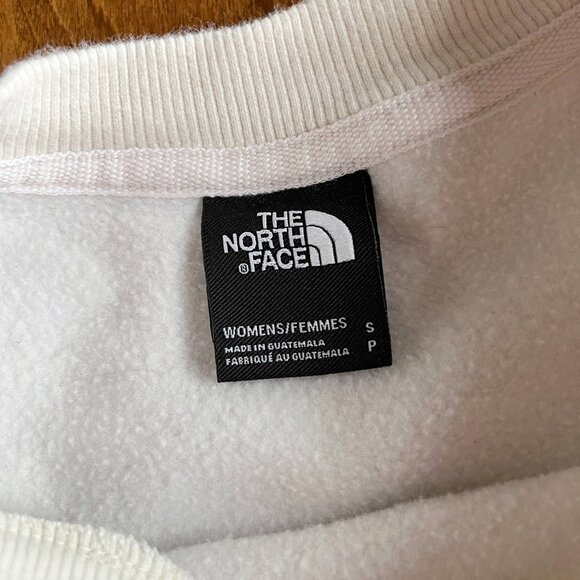 THE
NORTH
FACE®
WOMENS/FEMMES S
MADE IN GUATEMALA
FABRIQUÉ AU GUATEMALA P